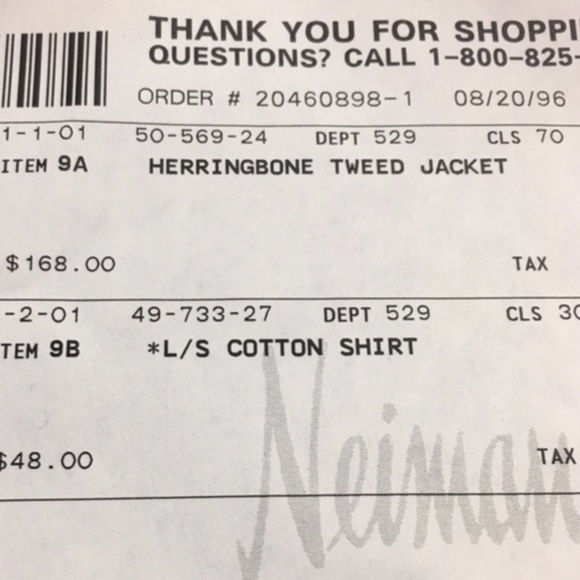 THANK YOU FOR SHOPPI
QUESTIONS? CALL 1-800-825-
ORDER # 20460898-1 08/20/96
1-1-01 50-569-24 DEPT 529 CLS 70
ITEM 9A HERRINGBONE TWEED JACKET
$168.00 TAX
-2-01 49-733-27 DEPT 529 CLS 30
TEM 9B *L/S COTTON SHIRT
$48.00 TAX
Neiman